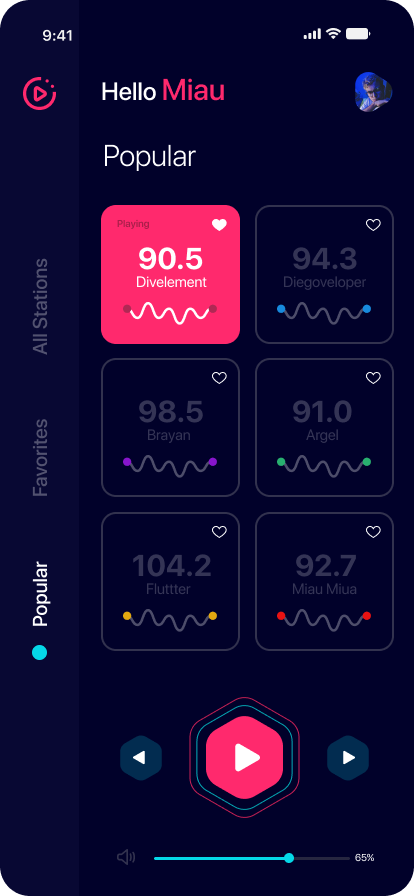 9:41
Hello Miau
Popular
Playing
90.5
Divelement
94.3
Diegoveloper
98.5
Brayan
91.0
Argel
104.2
Fluttter
92.7
Miau Miua
All Stations
Favorites
Popular
65%